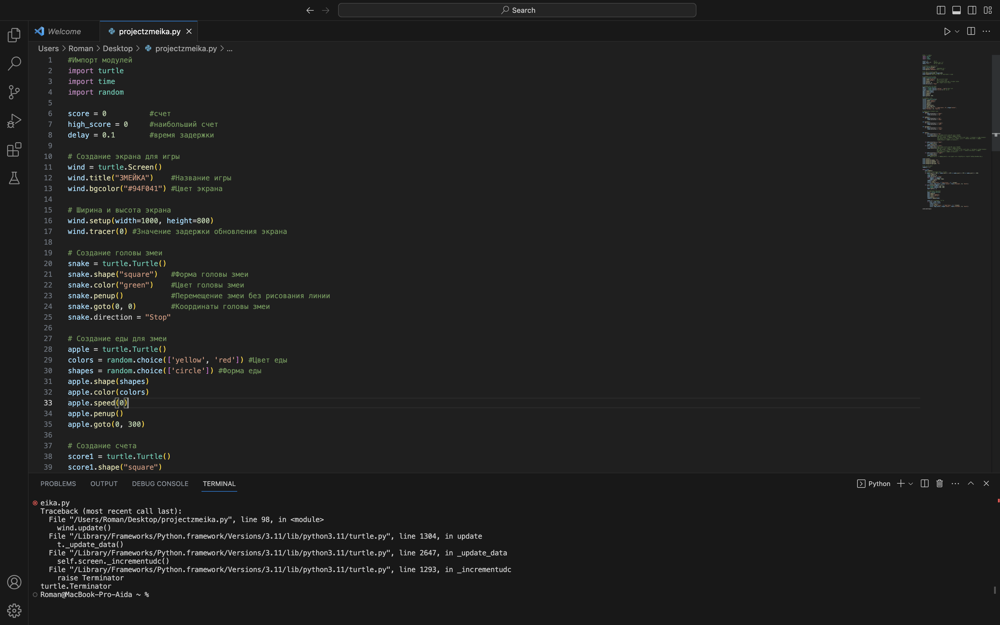 Search
Welcome
projectzmeika.py
Users > Roman > Desktop > projectzmeika.py > ...
1 #Импорт модулей
2 import turtle
3 import time
4 import random
5
6 score = 0 #счет
7 high_score = 0 #наибольший счет
8 delay = 0.1 #время задержки
9
10 # Создание экрана для игры
11 wind = turtle.Screen()
12 wind.title("ЗМЕЙКА") #Название игры
13 wind.bgcolor("#94F041") #Цвет экрана
14
15 # Ширина и высота экрана
16 wind.setup(width=1000, height=800)
17 wind.tracer(0) #Значение задержки обновления экрана
18
19 # Создание головы змеи
20 snake = turtle.Turtle()
21 snake.shape("square") #Форма головы змеи
22 snake.color("green") #Цвет головы змеи
23 snake.penup() #Перемещение змеи без рисования линии
24 snake.goto(0, 0) #Координаты головы змеи
25 snake.direction = "Stop"
26
27 # Создание еды для змеи
28 apple = turtle.Turtle()
29 colors = random.choice(['yellow', 'red']) #Цвет еды
30 shapes = random.choice(['circle']) #Форма еды
31 apple.shape(shapes)
32 apple.color(colors)
33 apple.speed(0)
34 apple.penup()
35 apple.goto(0, 300)
36
37 # Создание счета
38 score1 = turtle.Turtle()
39 score1.shape("square")
PROBLEMS OUTPUT DEBUG CONSOLE TERMINAL
Python
eika.py
Traceback (most recent call last):
File "/Users/Roman/Desktop/projectzmeika.py", line 98, in <module>
wind.update()
File "/Library/Frameworks/Python.framework/Versions/3.11/lib/python3.11/turtle.py", line 1304, in update
t._update_data()
File "/Library/Frameworks/Python.framework/Versions/3.11/lib/python3.11/turtle.py", line 2647, in _update_data
self.screen._incrementudc()
File "/Library/Frameworks/Python.framework/Versions/3.11/lib/python3.11/turtle.py", line 1293, in _incrementudc
raise Terminator
turtle.Terminator
Roman@MacBook-Pro-Aida ~ %